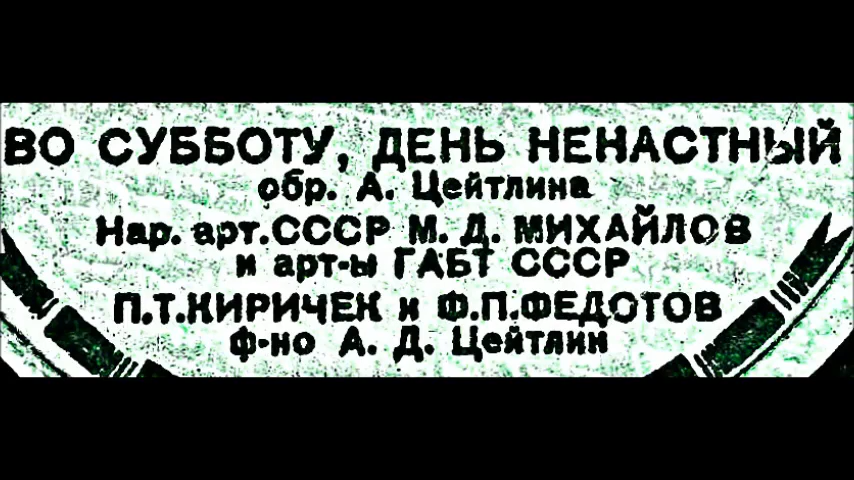 ВО СУББОТУ, ДЕНЬ НЕНАСТНЫЙ
обр. А. Цейтлина
Нар. арт. СССР М. Д. МИХАЙЛОВ
и арт-ы ГАБТ СССР
П.Т.КИРИЧЕК и Ф.П.ФЕДОТОВ
ф-но А. Д. Цейтлин